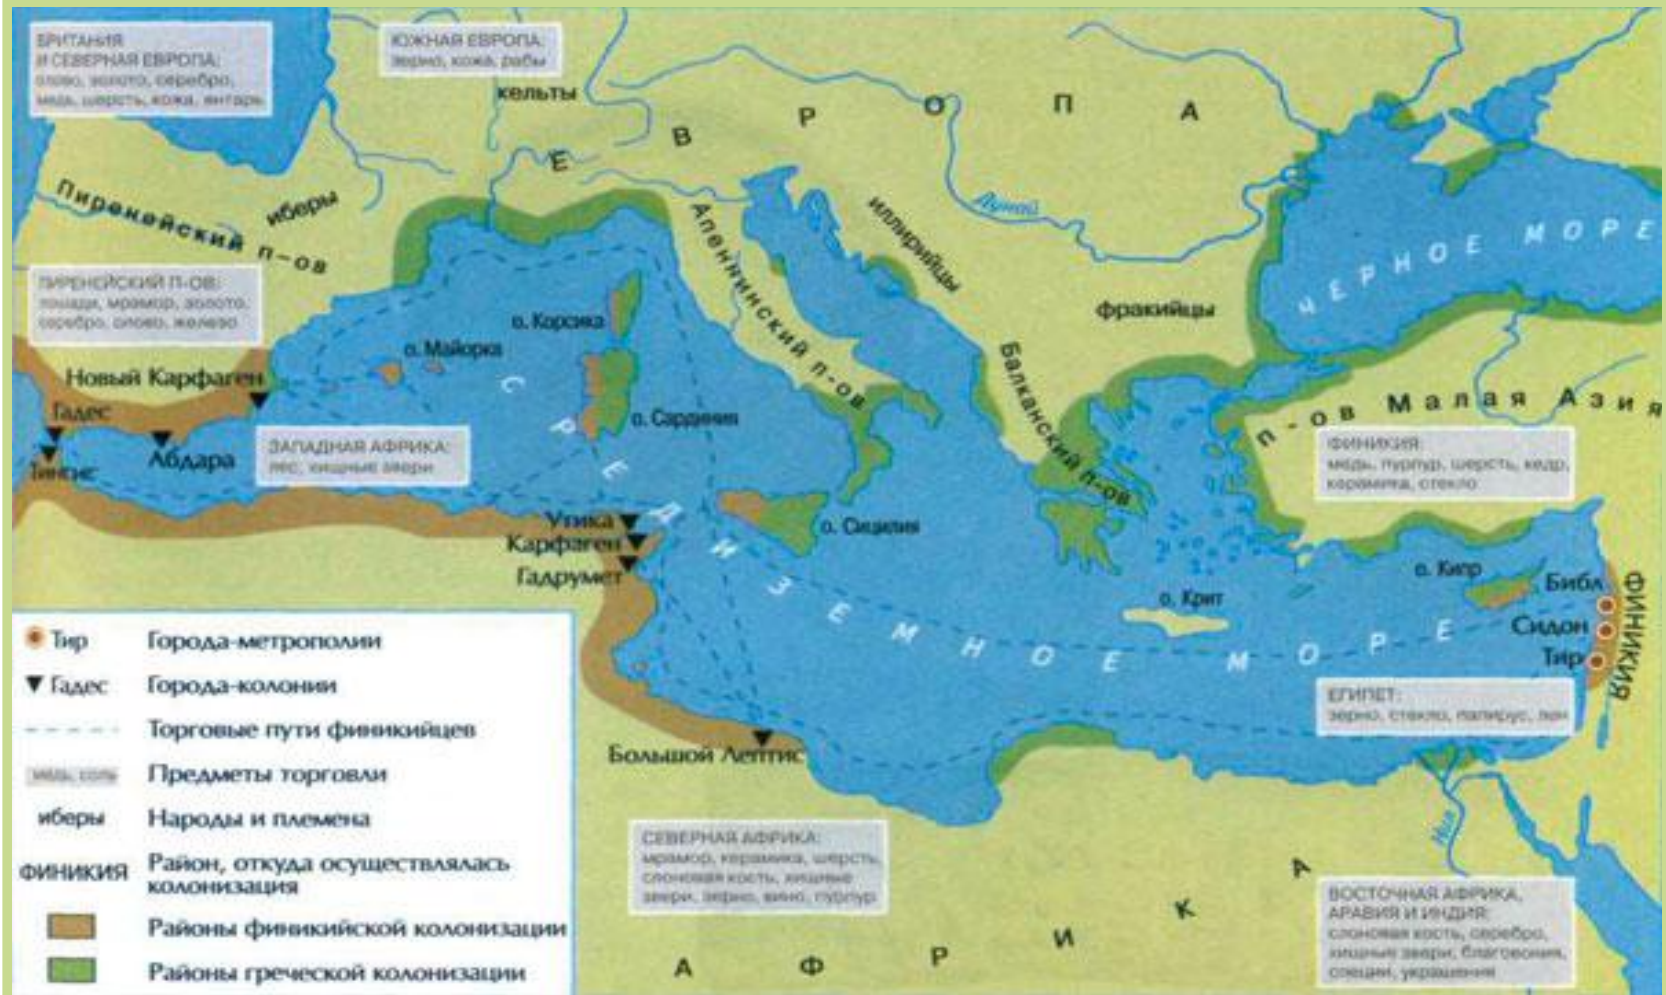 БРИТАНИЯ
И СЕВЕРНАЯ ЕВРОПА:
олово, золото, серебро,
медь, шерсть, кожа, янтарь
ЮЖНАЯ ЕВРОПА:
зерно, кожа, рабы
кельты
ЕВРОПА
Пиренейский п-ов
иберы
Апеннинский п-ов
иллирийцы
Дунай
ЧЕРНОЕ МОРЕ
фракийцы
Балканский п-ов
п-ов Малая Азия
ПИРЕНЕЙСКИЙ П-ОВ:
лошади, мрамор, золото,
серебро, олово, железо
о. Корсика
о. Майорка
о. Сардиния
Новый Карфаген
Гадес
Тингис
Абдара
ЗАПАДНАЯ АФРИКА:
лес, хищные звери
ФИНИКИЯ:
медь, пурпур, шерсть, кедр,
керамика, стекло
СРЕДИЗЕМНОЕ МОРЕ
Утика
Карфаген
Гадрумет
о. Сицилия
о. Крит
о. Кипр
Библ
Сидон
Тир
ФИНИКИЯ
ЕГИПЕТ:
зерно, стекло, папирус, лен
Большой Лептис
Нил
СЕВЕРНАЯ АФРИКА:
мрамор, керамика, шерсть,
слоновая кость, хищные
звери, зерно, вино, пурпур
АФРИКА
ВОСТОЧНАЯ АФРИКА,
АРАВИЯ И ИНДИЯ:
слоновая кость, серебро,
хищные звери, благовония,
специи, украшения
Тир Города-метрополии
Гадес Города-колонии
Торговые пути финикийцев
медь, соль Предметы торговли
иберы Народы и племена
ФИНИКИЯ Район, откуда осуществлялась
колонизация
Районы финикийской колонизации
Районы греческой колонизации